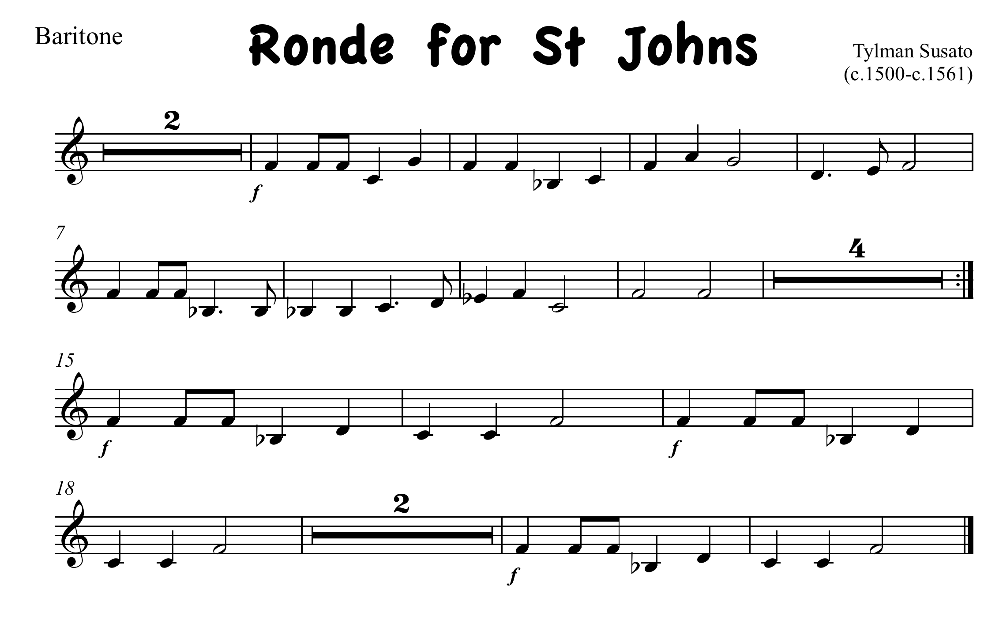 Baritone
Ronde for St Johns
Tylman Susato
(c.1500-c.1561)
2
f
7
4
15
f
f
18
2
f